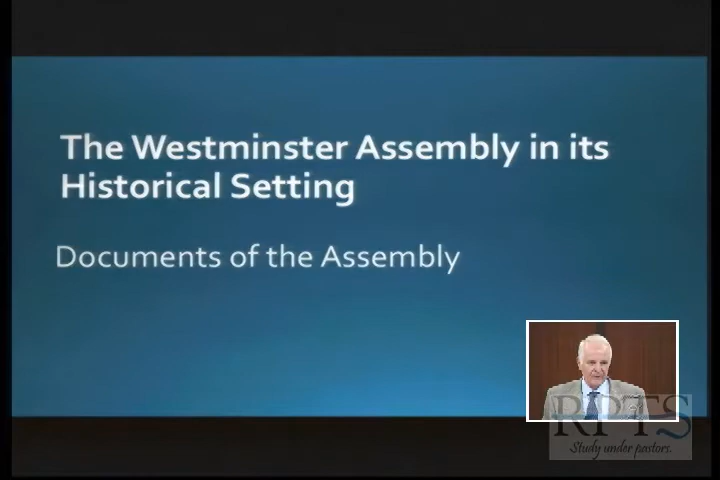 The Westminster Assembly in its
Historical Setting
Documents of the Assembly
RPTS
Study under pastors.